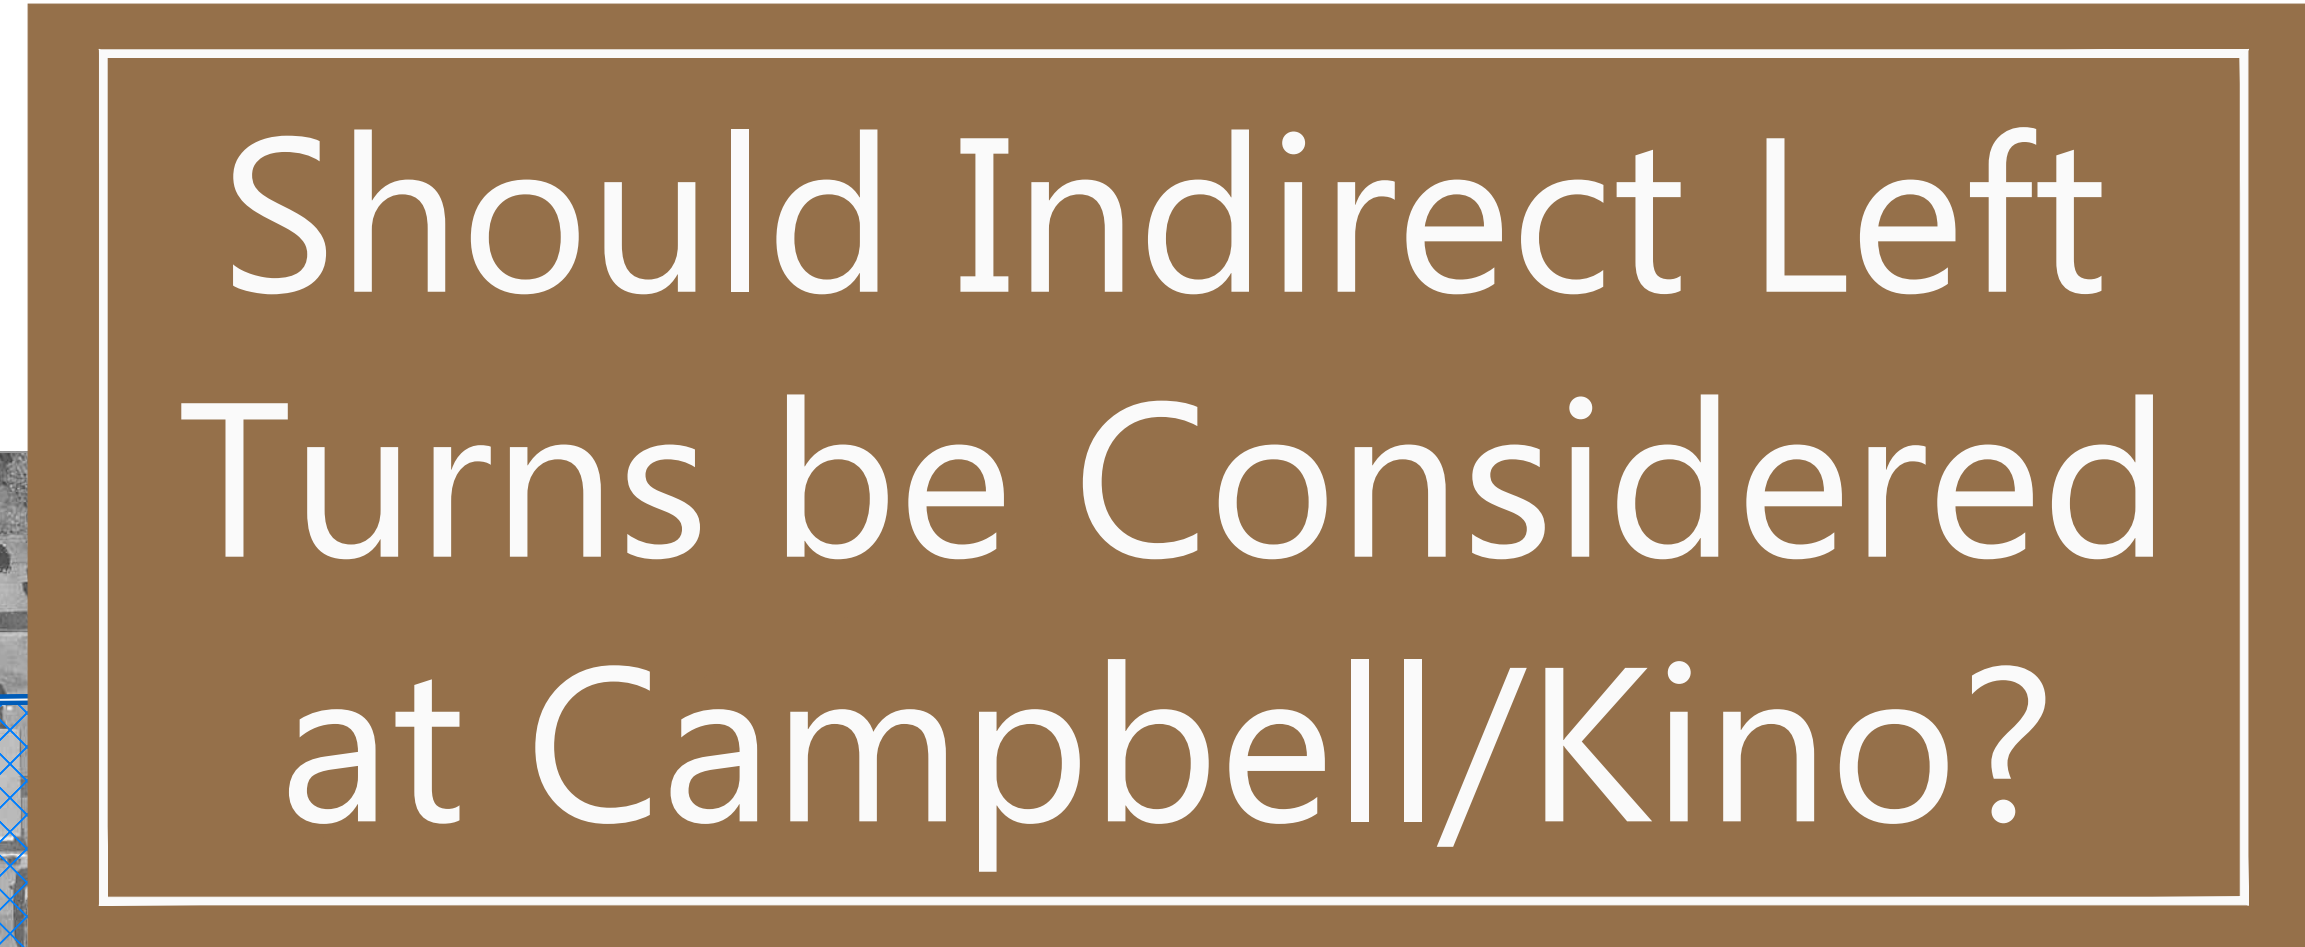 Should Indirect Left
Turns be Considered
at Campbell/Kino?